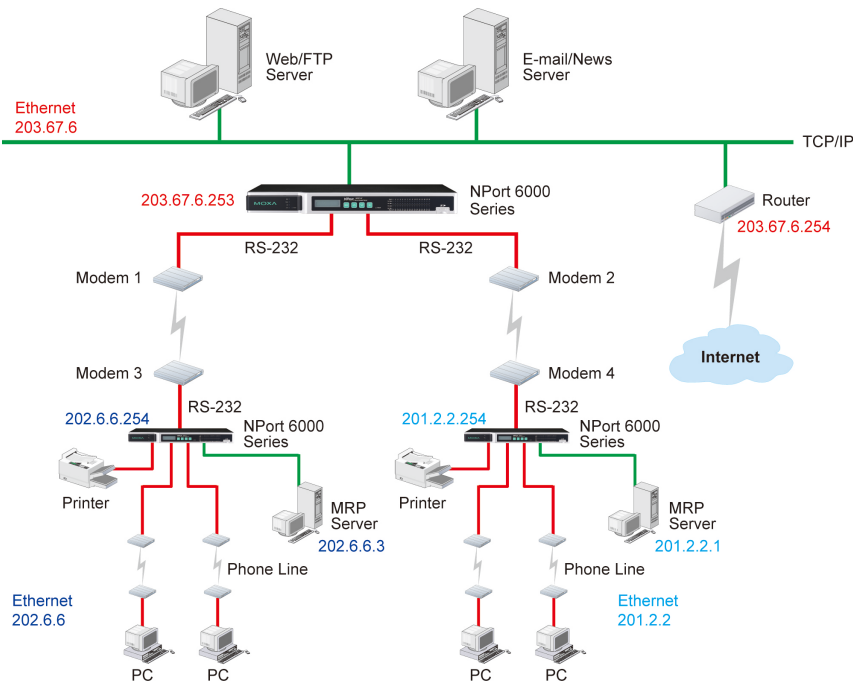 Web/FTP
Server
E-mail/News
Server
Ethernet
203.67.6
TCP/IP
203.67.6.253
MOXA
NPort 6000
Series
Router
203.67.6.254
RS-232
RS-232
Modem 1
Modem 2
Internet
Modem 3
Modem 4
RS-232
RS-232
202.6.6.254
NPort 6000
Series
201.2.2.254
NPort 6000
Series
Printer
MRP
Server
202.6.6.3
Printer
MRP
Server
201.2.2.1
Phone Line
Phone Line
Ethernet
202.6.6
Ethernet
201.2.2
PC
PC
PC
PC